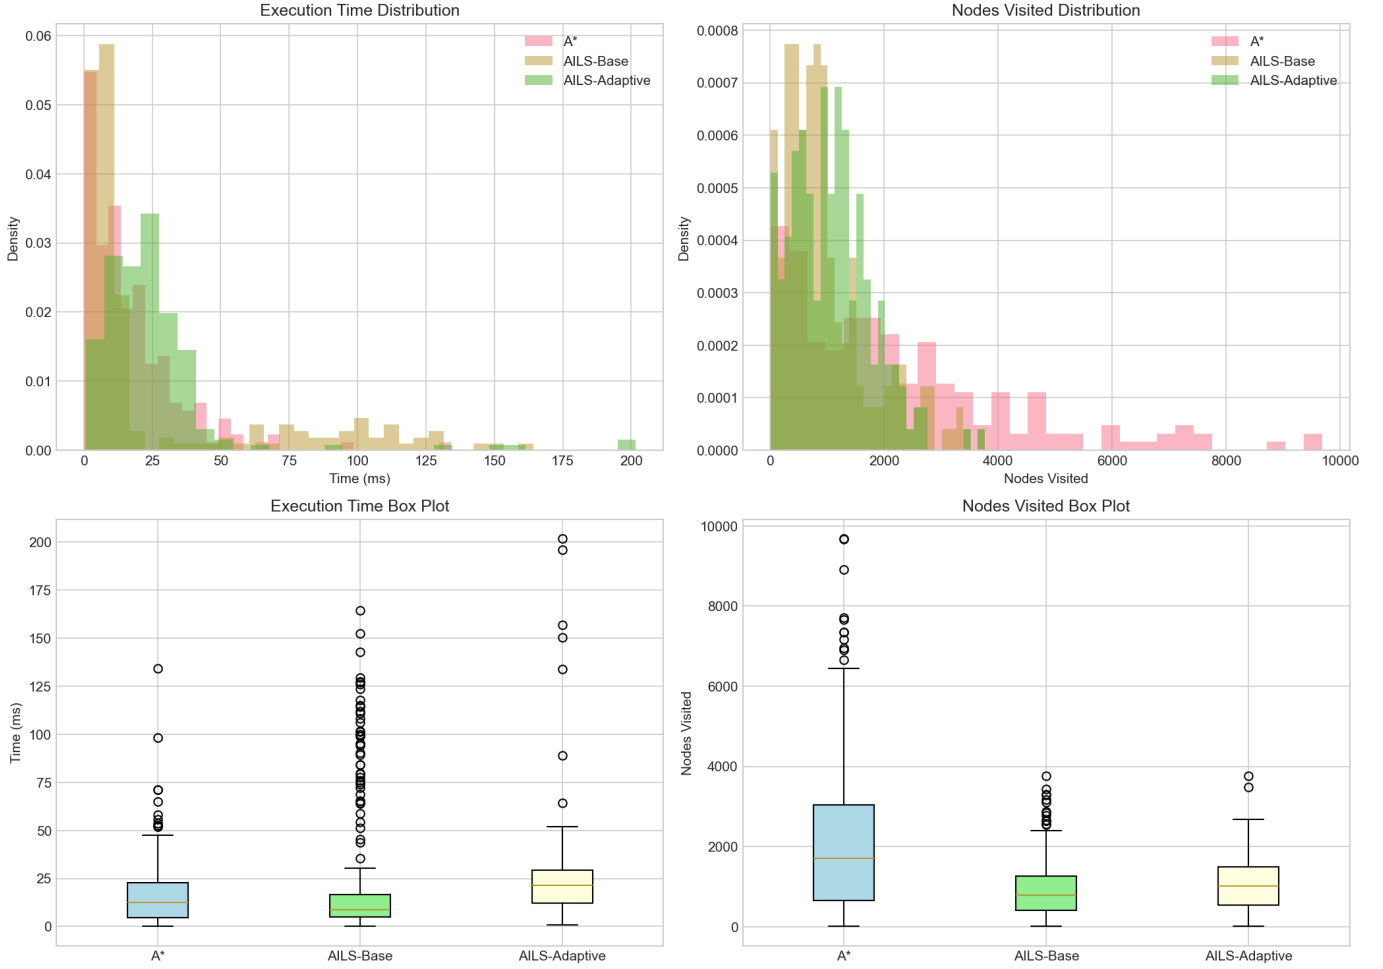 Execution Time Distribution
0.06
0.05
0.04
0.03
0.02
0.01
0.00
Density
0
25
50
75
100
125
150
175
200
Time (ms)
A*
AILS-Base
AILS-Adaptive
Nodes Visited Distribution
0.0008
0.0007
0.0006
0.0005
0.0004
0.0003
0.0002
0.0001
0.0000
Density
0
2000
4000
6000
8000
10000
Nodes Visited
A*
AILS-Base
AILS-Adaptive
Execution Time Box Plot
200
175
150
125
100
75
50
25
0
Time (ms)
A*
AILS-Base
AILS-Adaptive
Nodes Visited Box Plot
10000
8000
6000
4000
2000
0
Nodes Visited
A*
AILS-Base
AILS-Adaptive